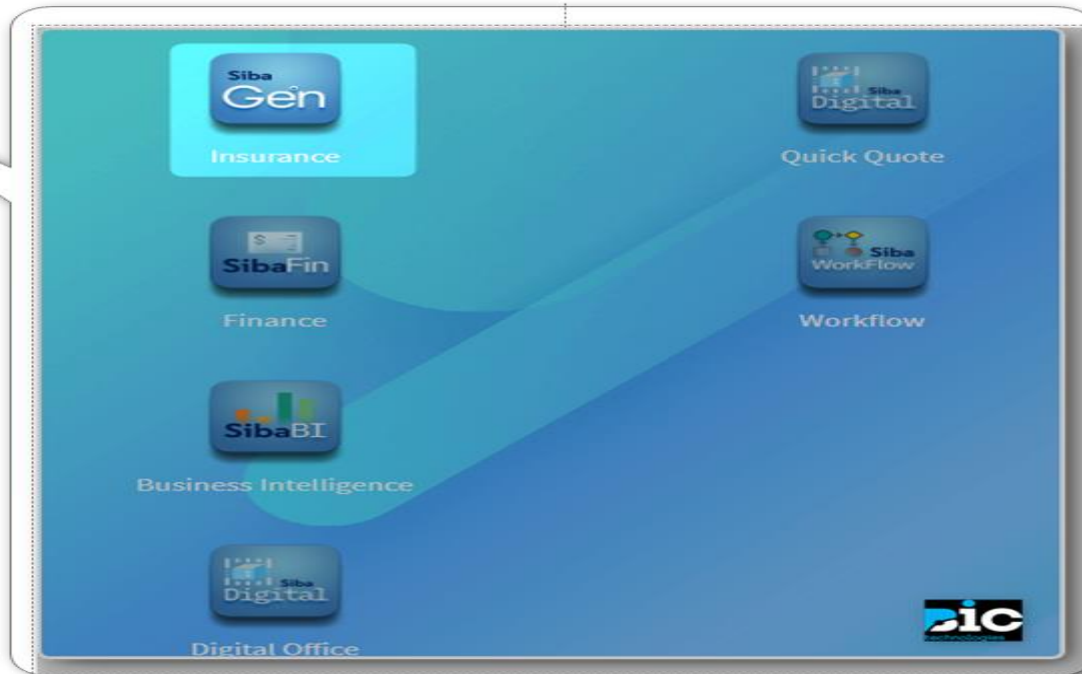 Siba
Gen
Insurance
SibaFin
Finance
SibaBI
Business Intelligence
Siba
Digital
Digital Office
Siba
Digital
Quick Quote
Siba
WorkFlow
Workflow
BiC
technologies